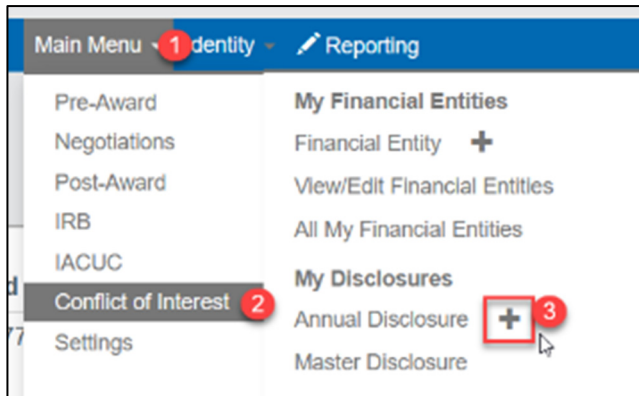 Main Menu 1 dentity Reporting
Pre-Award
Negotiations
Post-Award
IRB
IACUC
Conflict of Interest 2
Settings
My Financial Entities
Financial Entity +
View/Edit Financial Entities
All My Financial Entities
My Disclosures
Annual Disclosure + 3
Master Disclosure
d
77